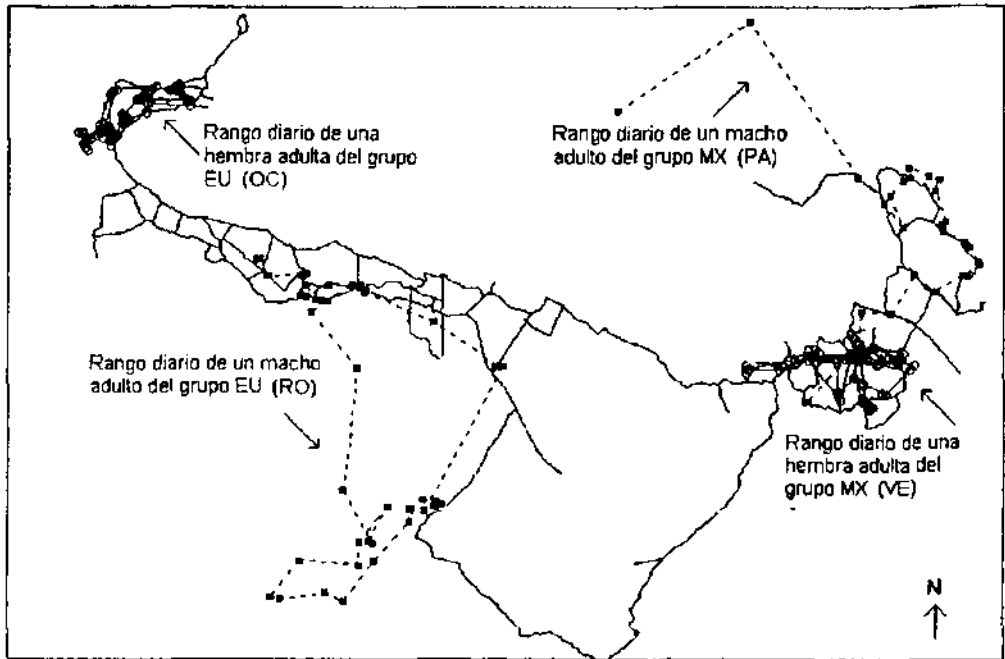 Rango diario de una
hembra adulta del grupo
EU (OC)
Rango diario de un macho
adulto del grupo MX (PA)
Rango diario de un macho
adulto del grupo EU (RO)
Rango diario de una
hembra adulta del
grupo MX (VE)
N